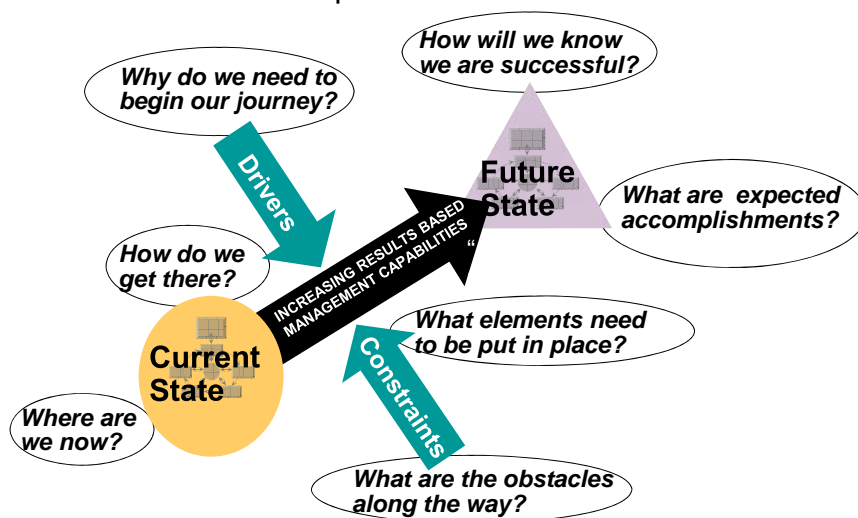 How will we know
we are successful?
Why do we need to
begin our journey?
Drivers
Future
State
What are expected
accomplishments?
How do we
get there?
INCREASING RESULTS BASED
MANAGEMENT CAPABILITIES
“
What elements need
to be put in place?
Current
State
Constraints
Where are
we now?
What are the obstacles
along the way?